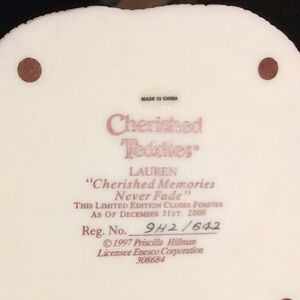 MADE IN CHINA
Cherished
Teddies®
LAUREN
"Cherished Memories
Never Fade"
THIS LIMITED EDITION CLOSES FOREVER
AS OF DECEMBER 31ST, 2000
Reg. No. 9H2/642
© 1997 Priscilla Hillman
Licensee Enesco Corporation
308684